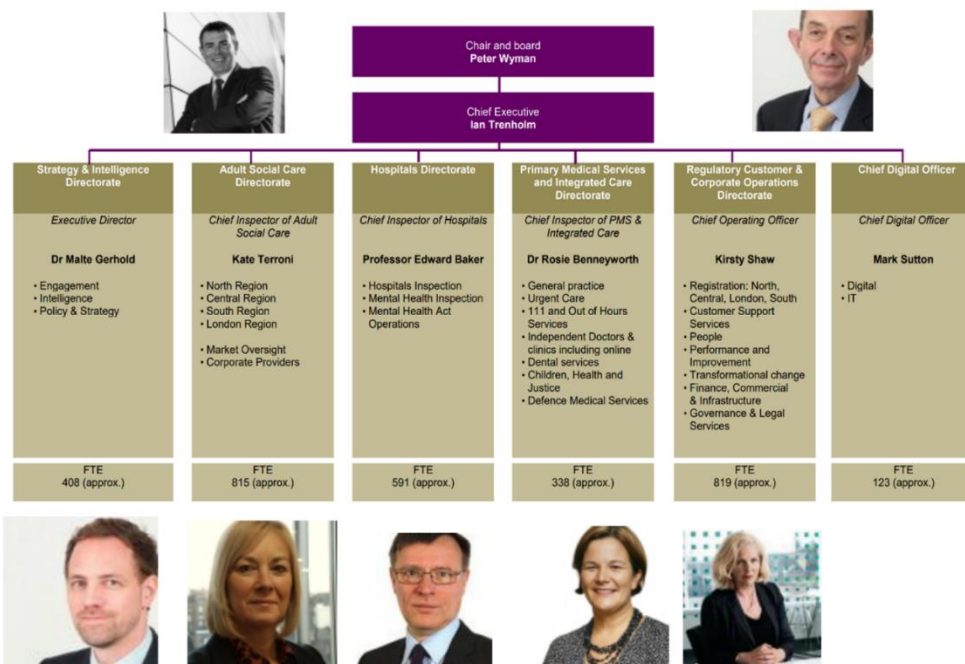 Chair and board
Peter Wyman
Chief Executive
Ian Trenholm
Strategy & Intelligence
Directorate
Executive Director
Dr Malte Gerhold
• Engagement
• Intelligence
• Policy & Strategy
FTE
408 (approx.)
Adult Social Care
Directorate
Chief Inspector of Adult
Social Care
Kate Terroni
• North Region
• Central Region
• South Region
• London Region
• Market Oversight
• Corporate Providers
FTE
815 (approx.)
Hospitals Directorate
Chief Inspector of Hospitals
Professor Edward Baker
• Hospitals Inspection
• Mental Health Inspection
• Mental Health Act
Operations
FTE
591 (approx.)
Primary Medical Services
and Integrated Care
Directorate
Chief Inspector of PMS &
Integrated Care
Dr Rosie Benneyworth
• General practice
• Urgent Care
• 111 and Out of Hours
Services
• Independent Doctors &
clinics including online
• Dental services
• Children, Health and
Justice
• Defence Medical Services
FTE
338 (approx.)
Regulatory Customer &
Corporate Operations
Directorate
Chief Operating Officer
Kirsty Shaw
• Registration: North,
Central, London, South
• Customer Support
Services
• People
• Performance and
Improvement
• Transformational change
• Finance, Commercial
& Infrastructure
• Governance & Legal
Services
FTE
819 (approx.)
Chief Digital Officer
Chief Digital Officer
Mark Sutton
• Digital
• IT
FTE
123 (approx.)